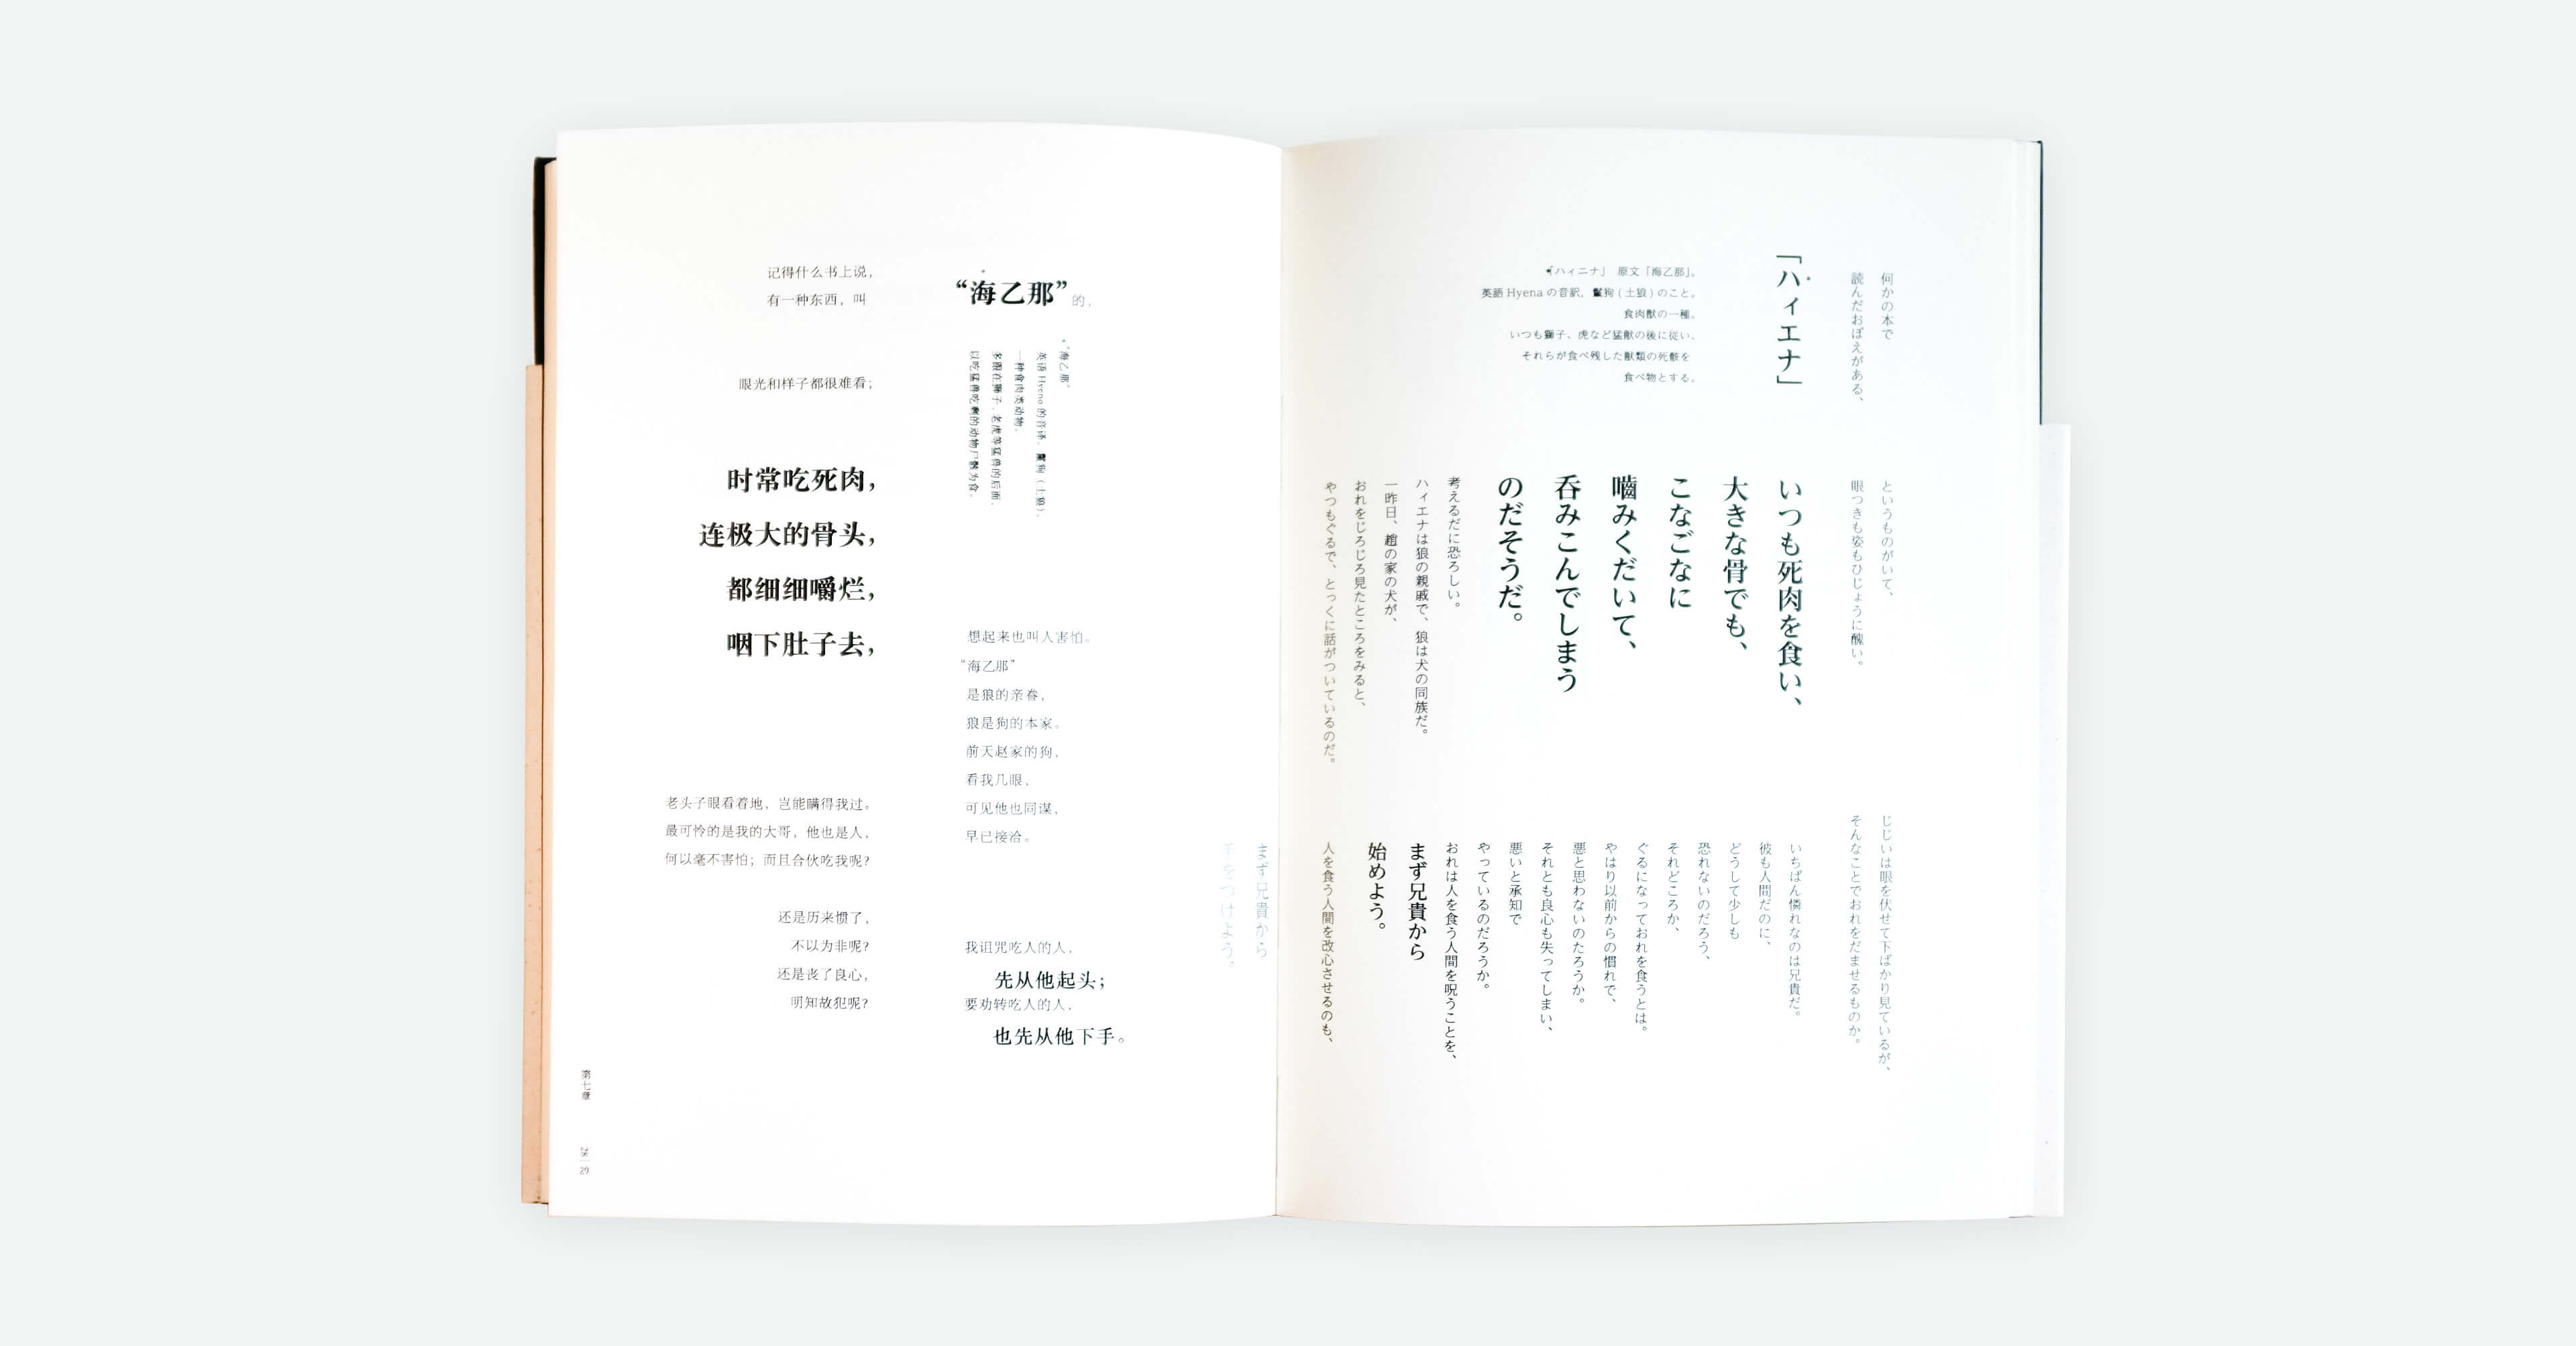 记得什么书上说，
有一种东西，叫
“海乙那”的，
*“海乙那”
英语 Hyena 的音译，鬣狗（土狼），
一种食肉类动物。
多跟在狮子、老虎等猛兽的后面，
以吃猛兽吃剩的动物尸骸为食。
眼光和样子都很难看；
时常吃死肉，
连极大的骨头，
都细细嚼烂，
咽下肚子去，
想起来也叫人害怕。
“海乙那”
是狼的亲眷，
狼是狗的本家。
前天赵家的狗，
看我几眼，
可见他也同谋，
早已接洽。
老头子眼看着地，岂能瞒得我过。
最可怜的是我的大哥，他也是人，
何以毫不害怕；而且合伙吃我呢？
还是历来惯了，
不以为非呢？
还是丧了良心，
明知故犯呢？
我诅咒吃人的人，
先从他起头；
要劝转吃人的人，
也先从他下手。
第七章
29
何かの本で
読んだおぼえがある、
「ハィエナ」
*「ハィニナ」 原文「海乙那」。
英語 Hyena の音訳，鬣狗（土狼）のこと。
食肉獣の一種。
いつも獅子、虎など猛獣の後に従い、
それらが食べ残した獣類の死骸を
食べ物とする。
というものがいて、
眼つきも姿もひじょうに醜い。
いつも死肉を食い、
大きな骨でも、
こなごなに
嚙みくだいて、
呑みこんでしまう
のだそうだ。
考えるだに恐ろしい。
ハィエナは狼の親戚で、狼は犬の同族だ。
一昨日、趙の家の犬が、
おれをじろじろ見たところをみると、
やつもぐるで、とっくに話がついているのだ。
じじいは眼を伏せて下ばかり見ているが、
そんなことでおれをだませるものか。
いちばん憐れなのは兄貴だ。
彼も人間だのに、
どうして少しも
恐れないのだろう、
それどころか、
ぐるになっておれを食うとは。
やはり以前からの慣れで、
悪と思わないのたろうか。
それとも良心も失ってしまい、
悪いと承知で
やっているのだろうか。
おれは人を食う人間を呪うことを、
まず兄貴から
始めよう。
人を食う人間を改心させるのも、
まず兄貴から
手をつけよう。